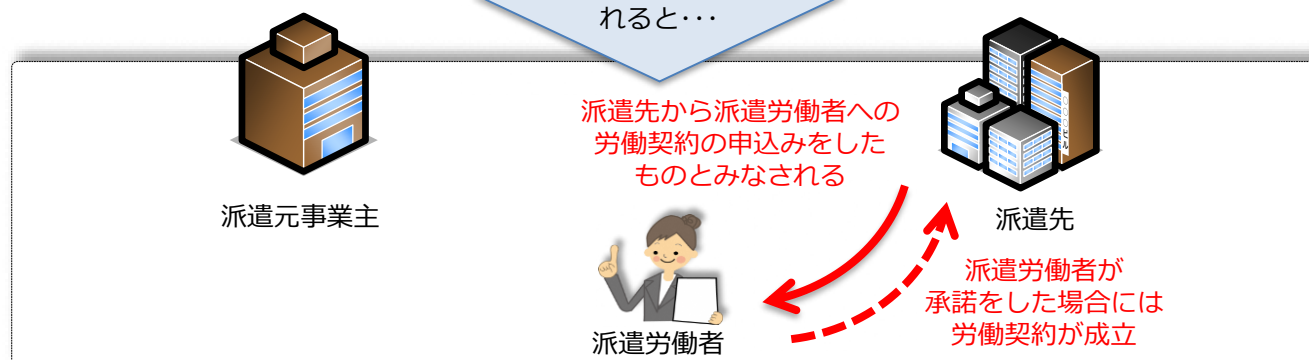 れると･･･
派遣先から派遣労働者への
労働契約の申込みをした
ものとみなされる
派遣元事業主
派遣先
派遣労働者が
承諾をした場合には
労働契約が成立
派遣労働者